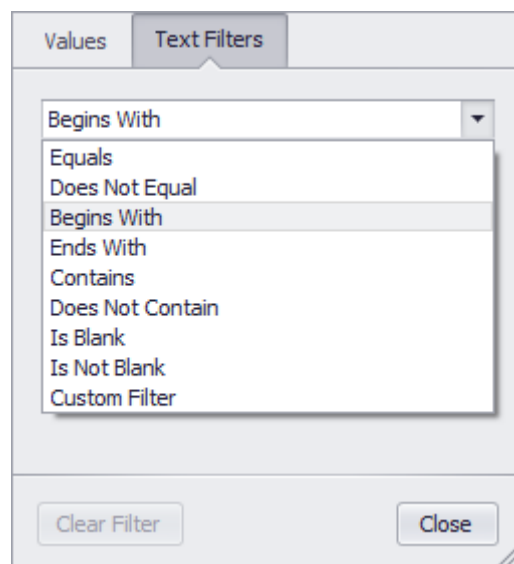 Values Text Filters
Begins With
Equals
Does Not Equal
Begins With
Ends With
Contains
Does Not Contain
Is Blank
Is Not Blank
Custom Filter
Clear Filter Close